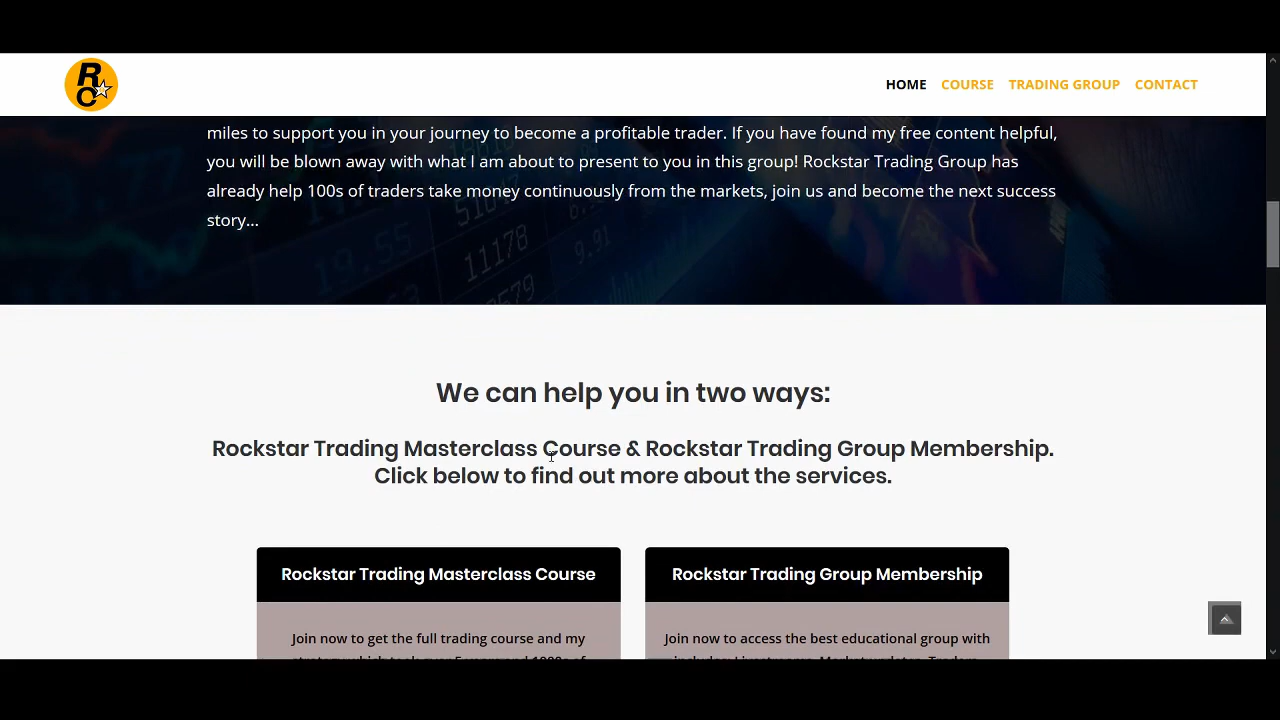 R
C
HOME COURSE TRADING GROUP CONTACT
miles to support you in your journey to become a profitable trader. If you have found my free content helpful,
you will be blown away with what I am about to present to you in this group! Rockstar Trading Group has
already help 100s of traders take money continuously from the markets, join us and become the next success
story...
19.55
11178
9.91
3579
We can help you in two ways:
Rockstar Trading Masterclass Course & Rockstar Trading Group Membership.
Click below to find out more about the services.
Rockstar Trading Masterclass Course
Rockstar Trading Group Membership
Join now to get the full trading course and my
Join now to access the best educational group with